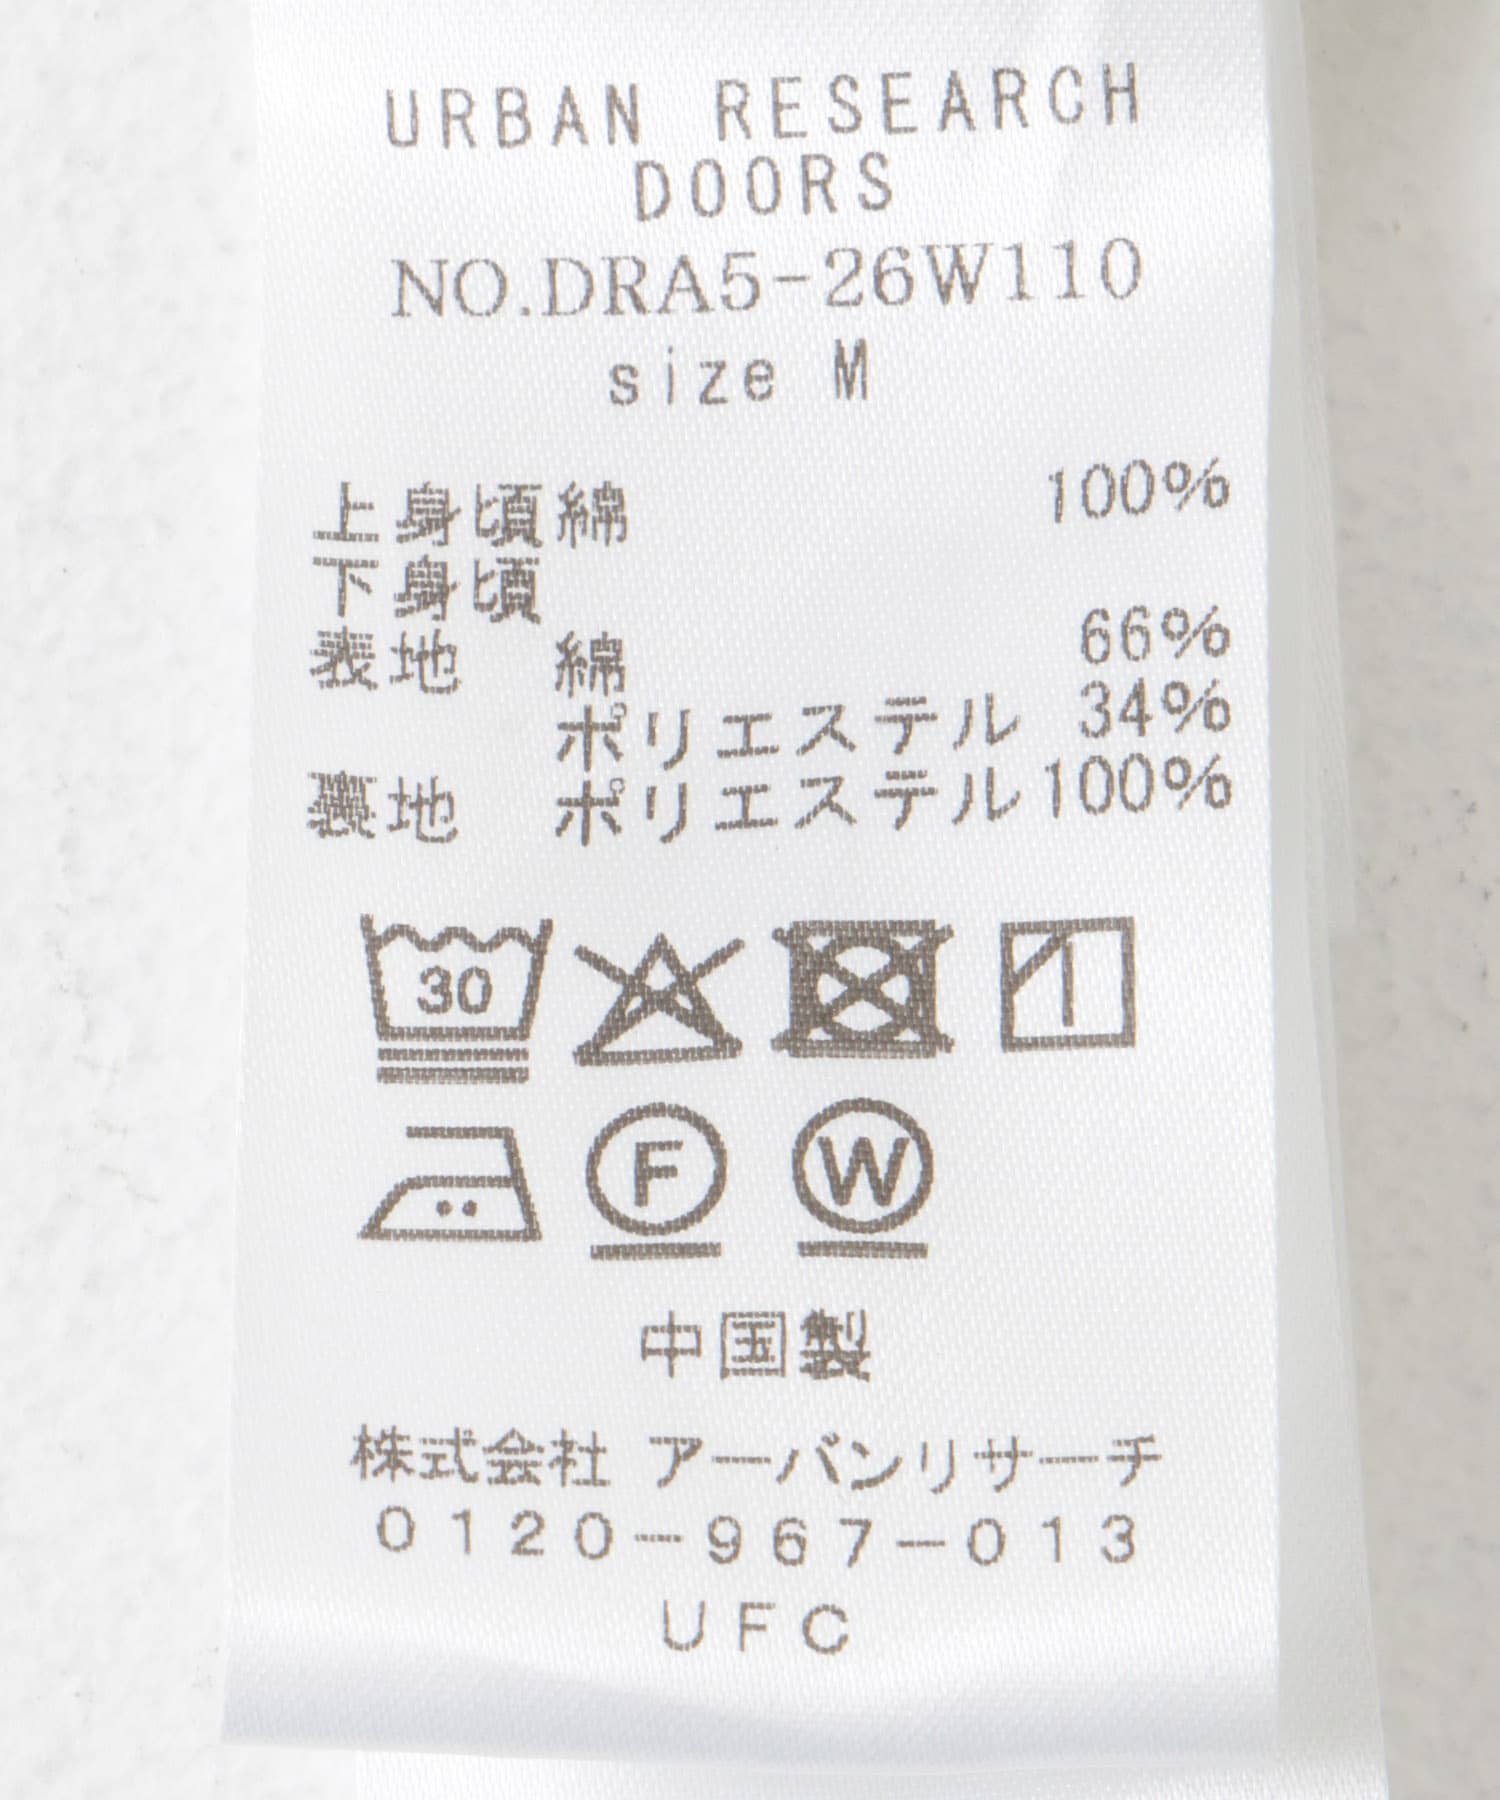 URBAN RESEARCH
DOORS
NO.DRA5-26W110
size M
上身頃綿 100%
下身頃
表地 綿 66%
ポリエステル 34%
裏地 ポリエステル100%
30
F
W
中国製
株式会社 アーバンリサーチ
0120-967-013
UFC